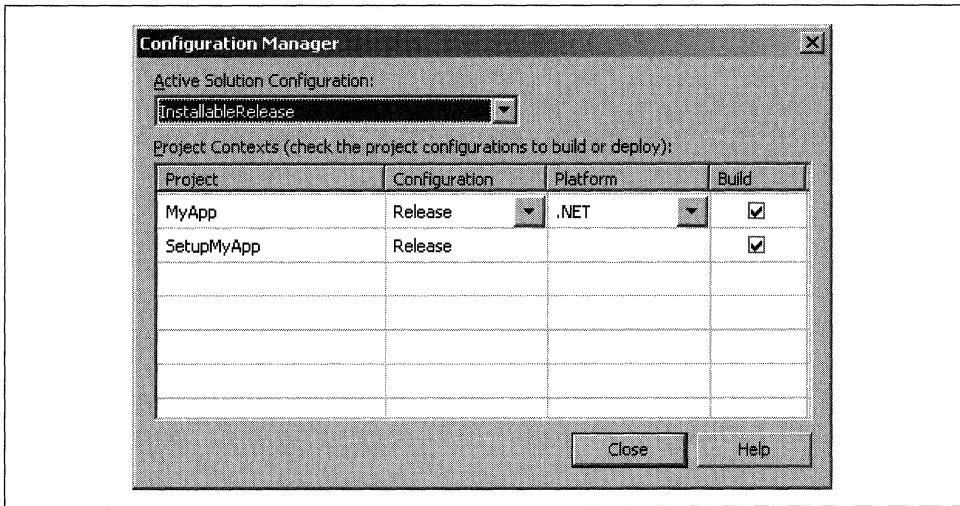 Configuration Manager
Active Solution Configuration:
InstallableRelease
Project Contexts (check the project configurations to build or deploy):
Project Configuration Platform Build
MyApp Release .NET
SetupMyApp Release
Close Help